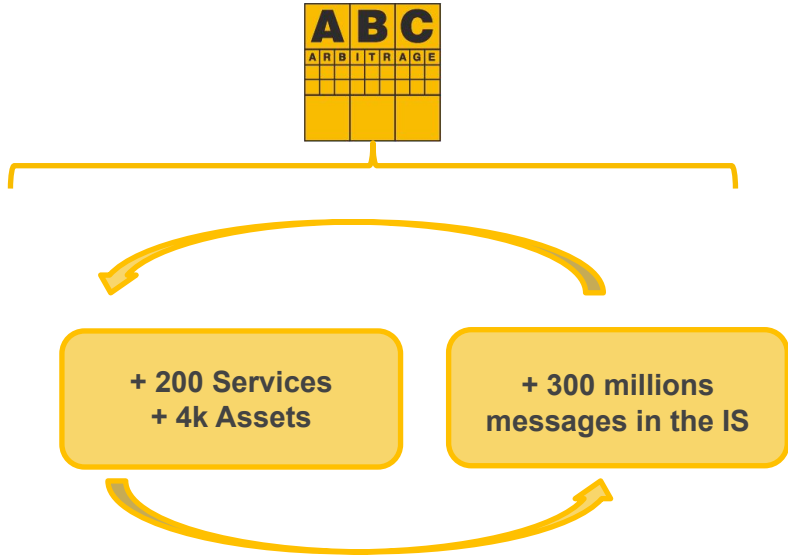 ABC
ARBITRAGE
+ 200 Services
+ 4k Assets
+ 300 millions
messages in the IS